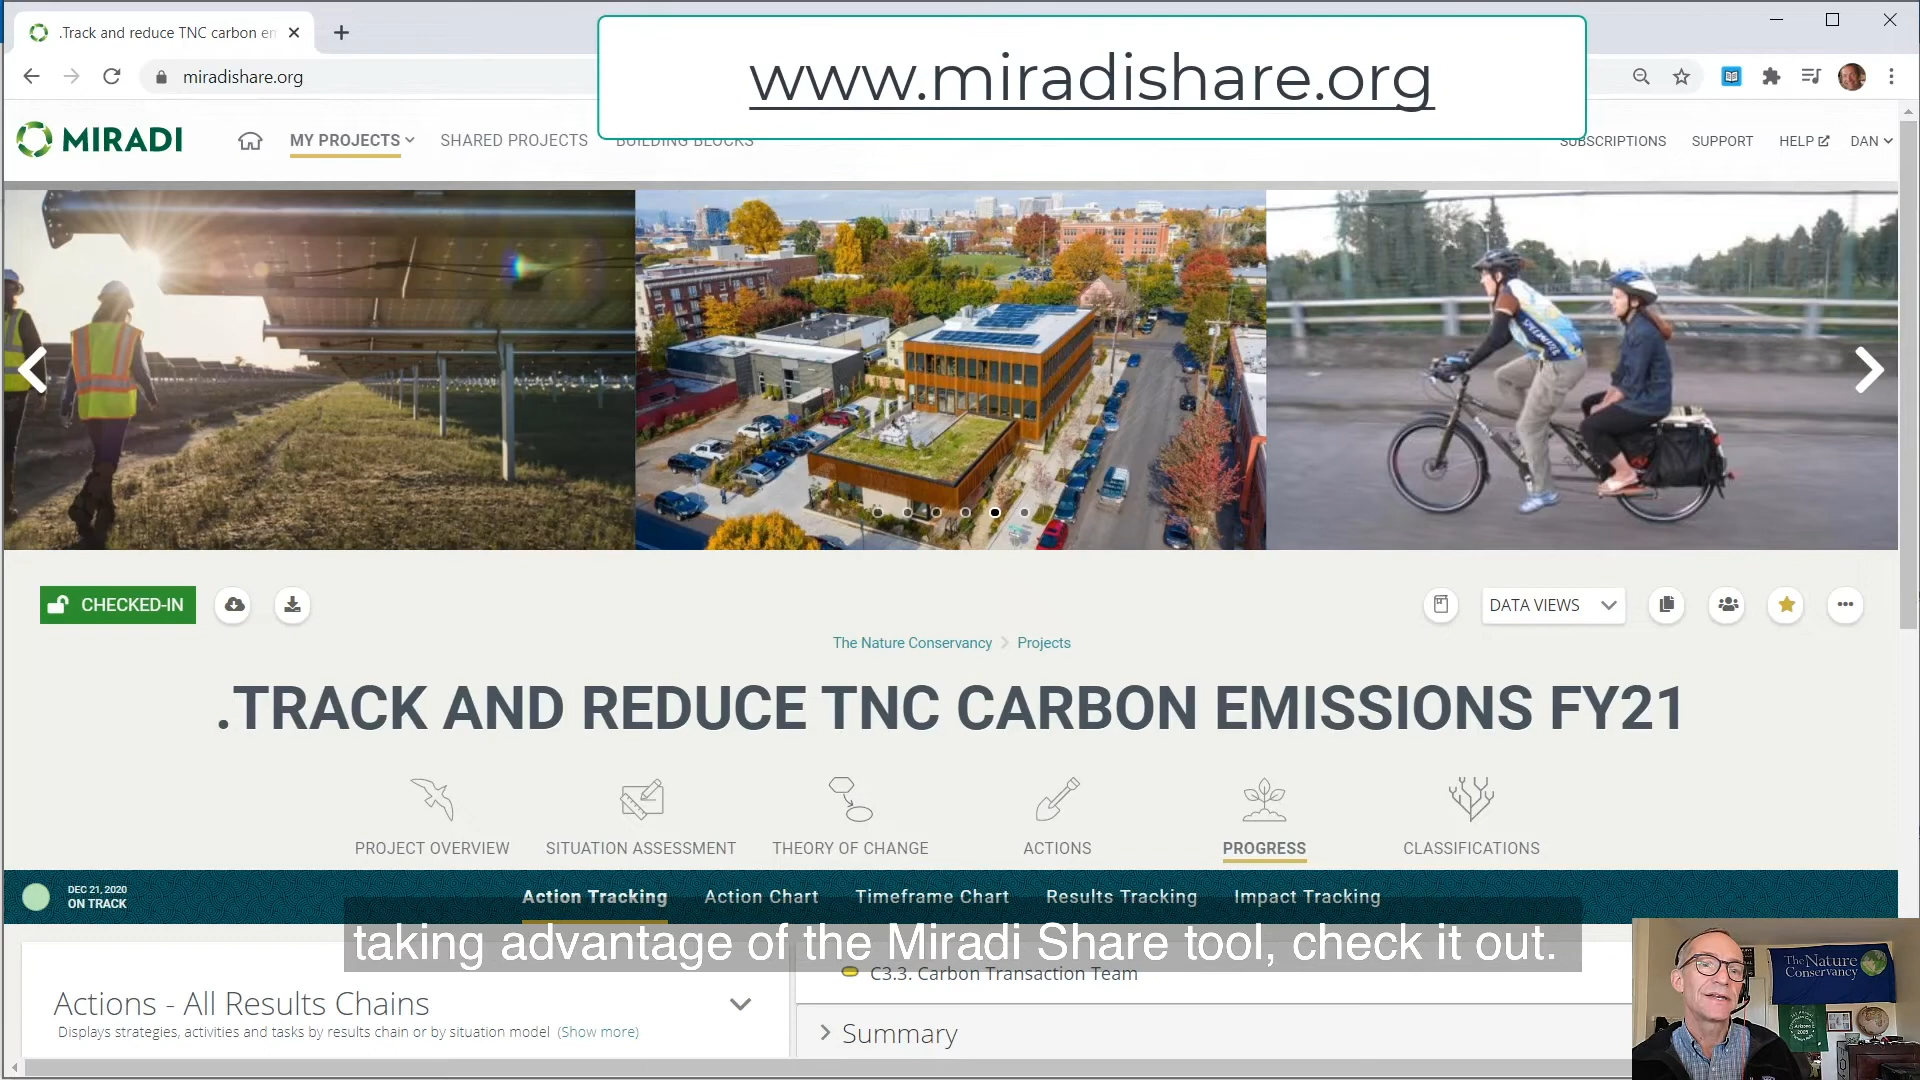 .Track and reduce TNC carbon em
miradishare.org
www.miradishare.org
MIRADI
MY PROJECTS
SHARED PROJECTS
BUILDING BLOCKS
SUBSCRIPTIONS
SUPPORT
HELP
DAN
CHECKED-IN
DATA VIEWS
The Nature Conservancy > Projects
.TRACK AND REDUCE TNC CARBON EMISSIONS FY21
PROJECT OVERVIEW
SITUATION ASSESSMENT
THEORY OF CHANGE
ACTIONS
PROGRESS
CLASSIFICATIONS
DEC 21, 2020
ON TRACK
Action Tracking
Action Chart
Timeframe Chart
Results Tracking
Impact Tracking
taking advantage of the Miradi Share tool, check it out.
C3.3. Carbon Transaction Team
Actions - All Results Chains
Displays strategies, activities and tasks by results chain or by situation model (Show more)
Summary
The Nature
Conservancy